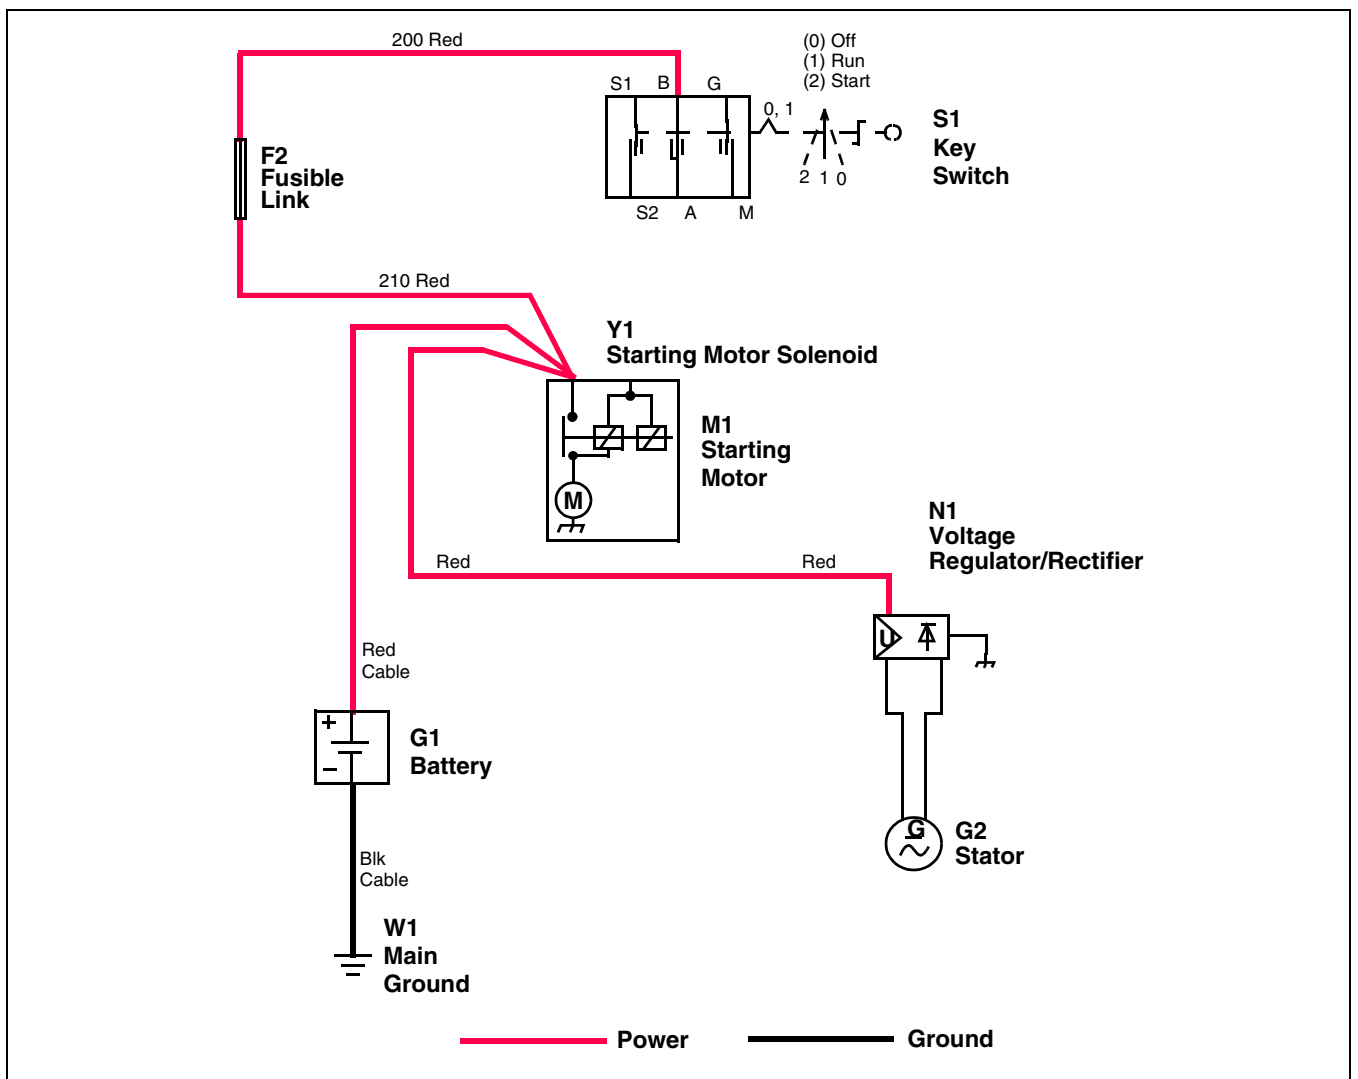 200 Red
(0) Off
(1) Run
(2) Start
S1 B G
0, 1
S1
Key
Switch
2 1 0
S2 A M
F2
Fusible
Link
210 Red
Y1
Starting Motor Solenoid
M1
Starting
Motor
M
N1
Voltage
Regulator/Rectifier
Red
Red
U
Red
Cable
+
−
G1
Battery
G
G2
Stator
Blk
Cable
W1
Main
Ground
Power
Ground